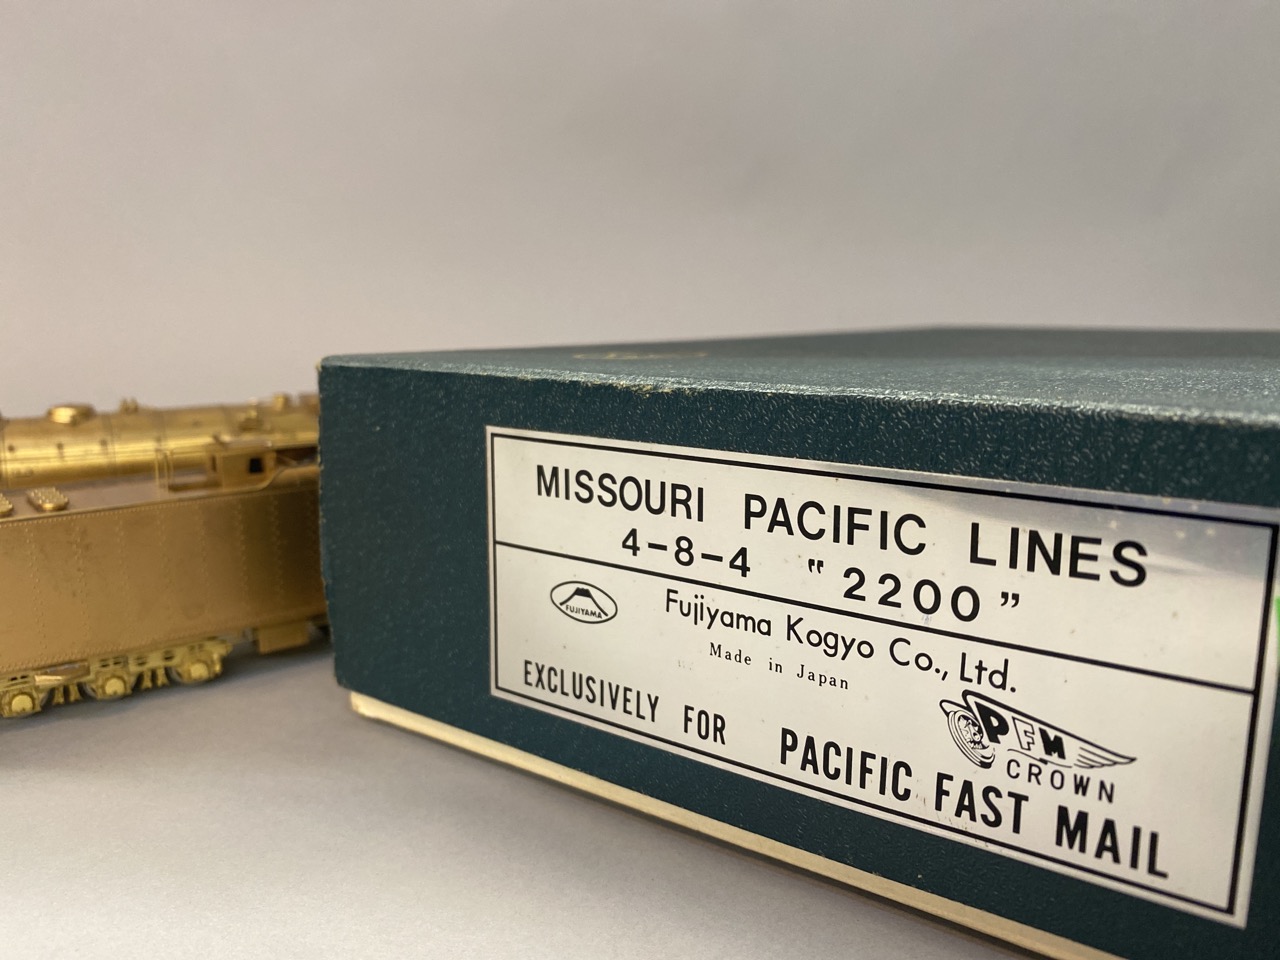 MISSOURI PACIFIC LINES
4-8-4 "2200"
FUJIYAMA
Fujiyama Kogyo Co., Ltd.
Made in Japan
PFM
CROWN
EXCLUSIVELY FOR PACIFIC FAST MAIL